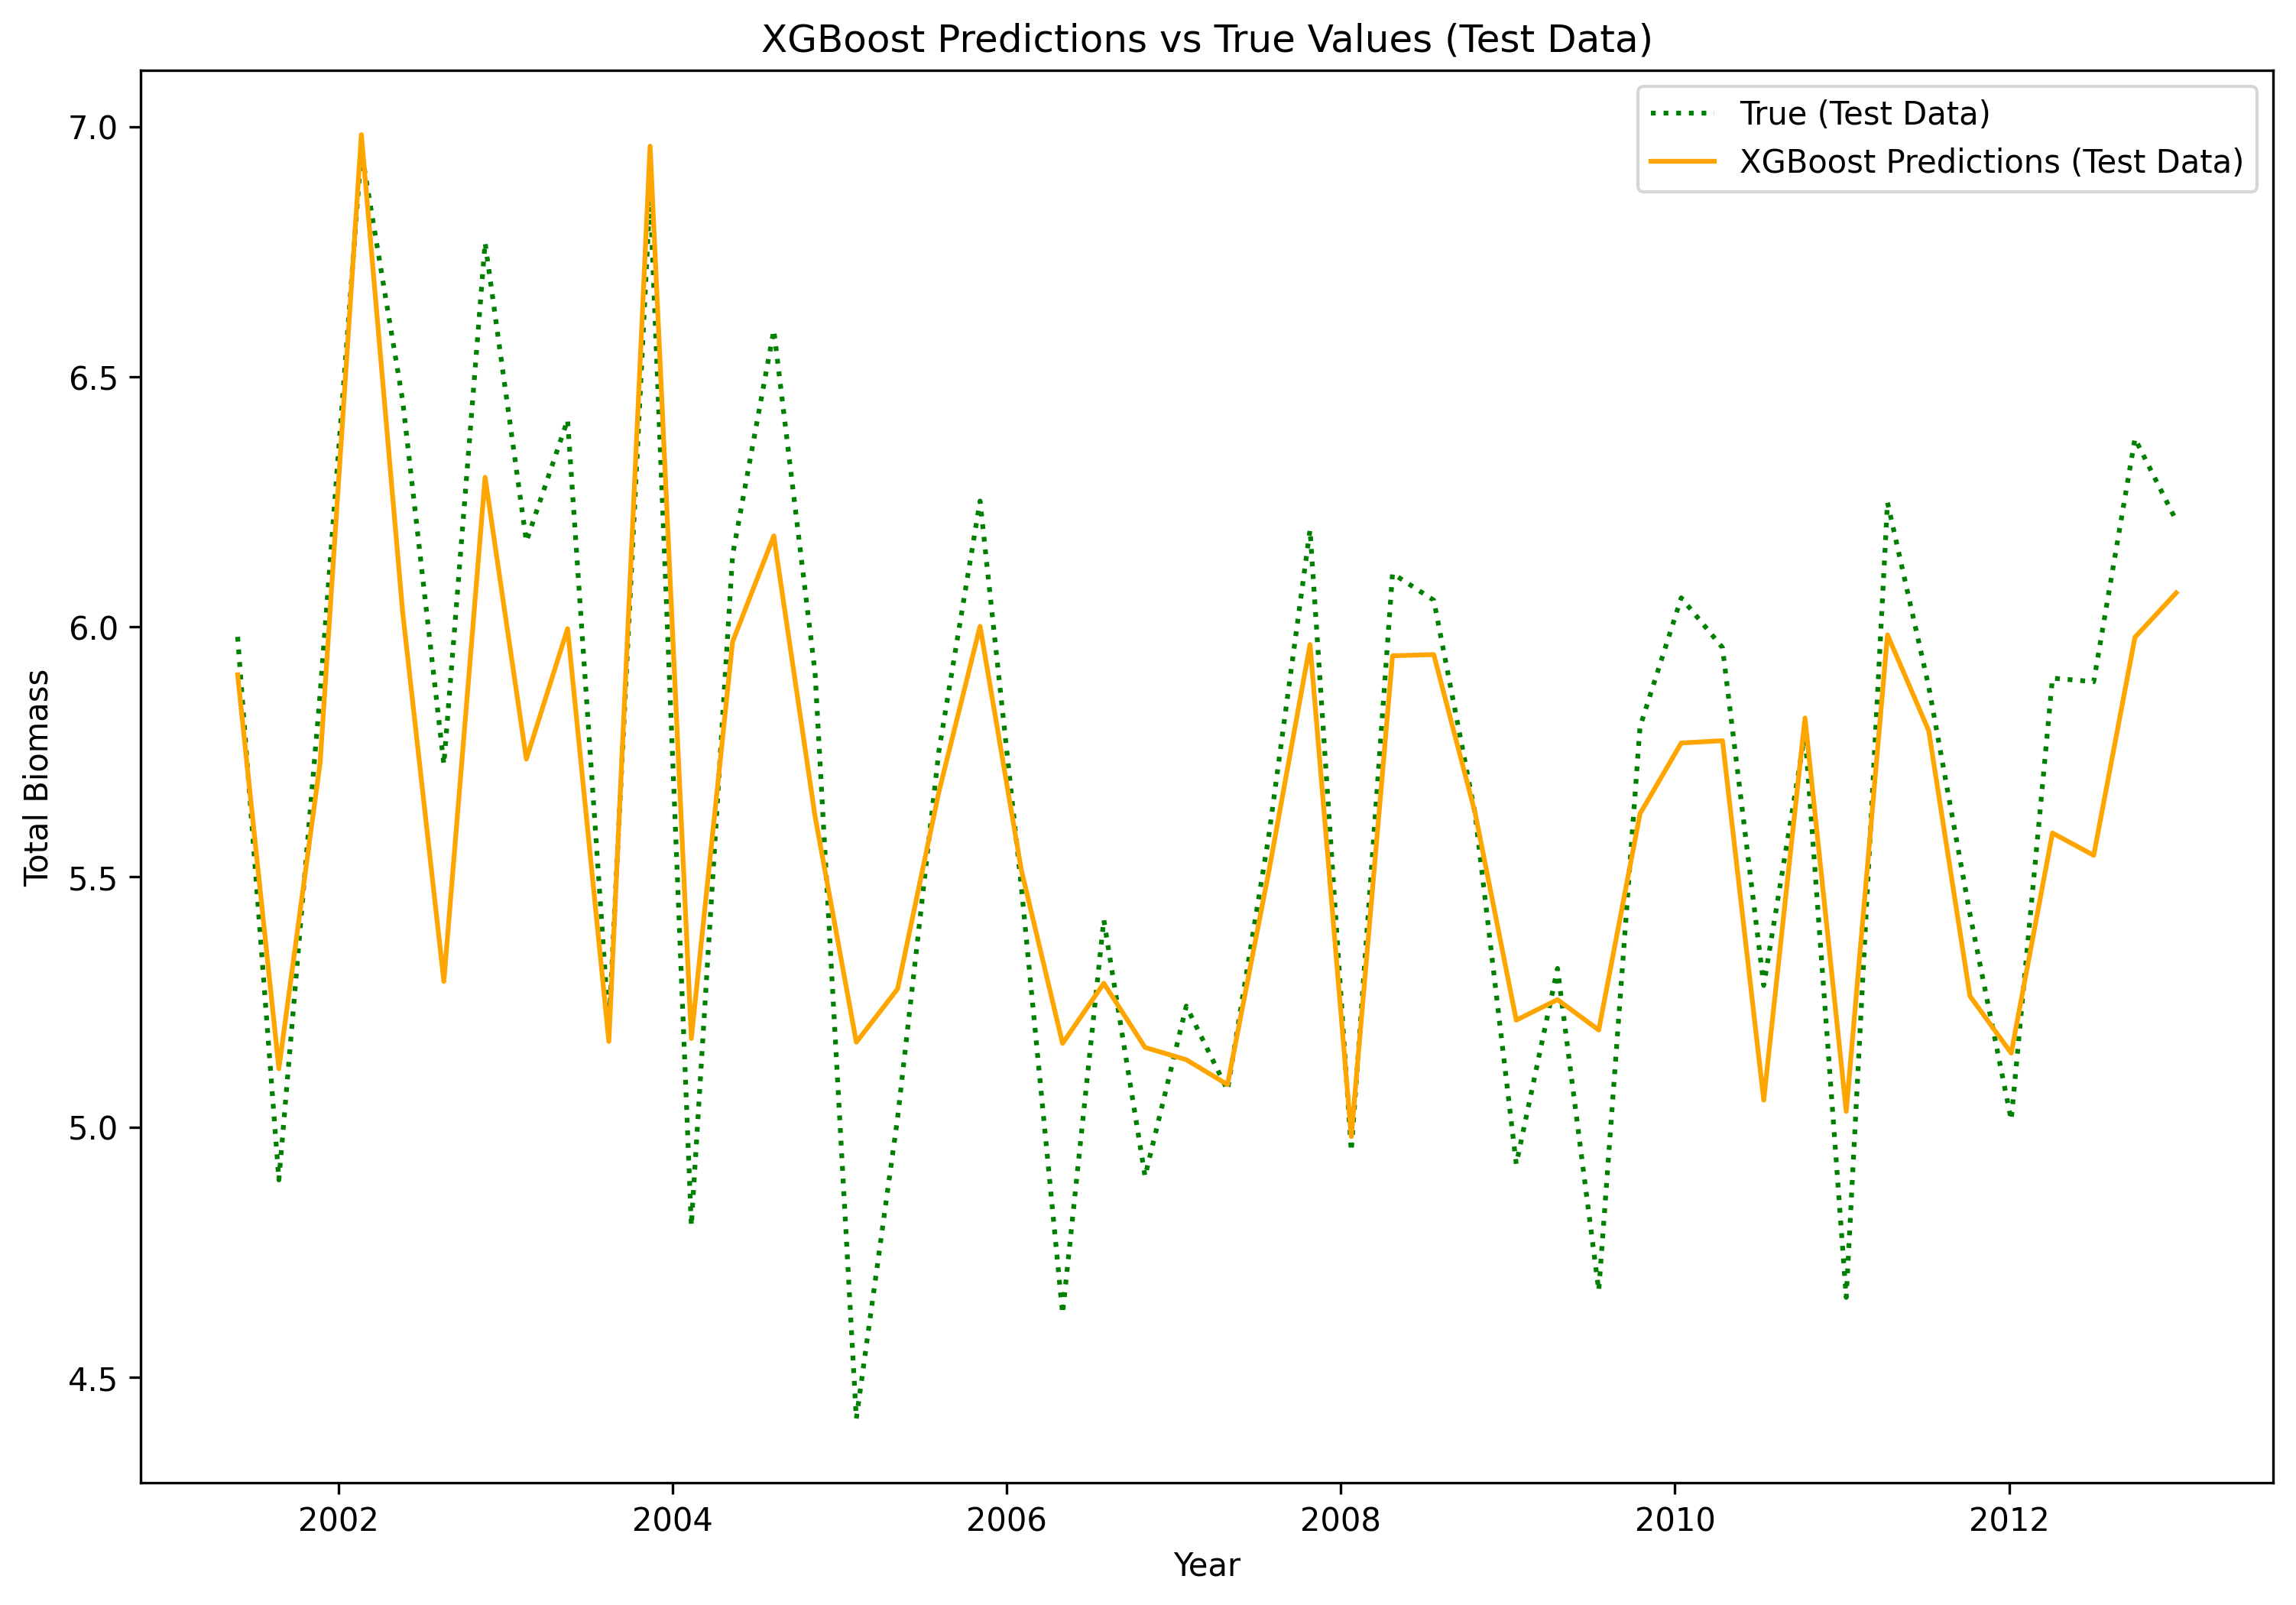 XGBoost Predictions vs True Values (Test Data)
True (Test Data)
XGBoost Predictions (Test Data)
Total Biomass
7.0
6.5
6.0
5.5
5.0
4.5
2002 2004 2006 2008 2010 2012
Year